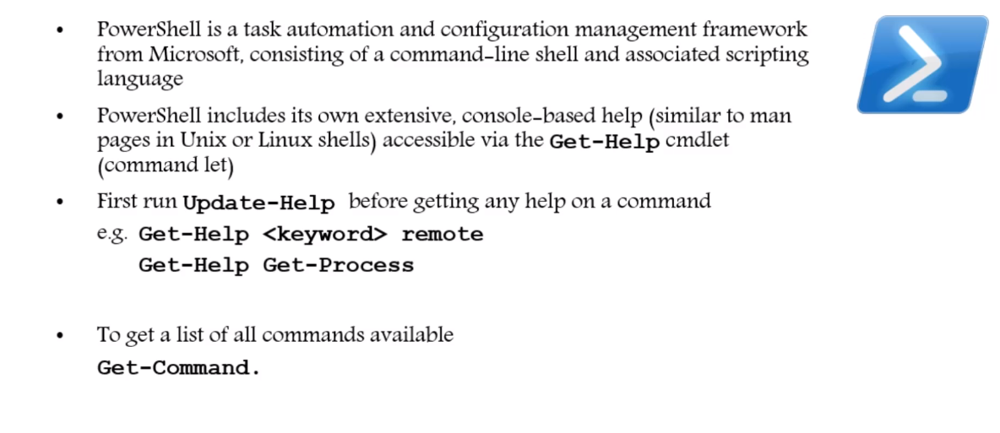 • PowerShell is a task automation and configuration management framework
from Microsoft, consisting of a command-line shell and associated scripting
language
• PowerShell includes its own extensive, console-based help (similar to man
pages in Unix or Linux shells) accessible via the Get-Help cmdlet
(command let)
• First run Update-Help before getting any help on a command
e.g. Get-Help <keyword> remote
Get-Help Get-Process
• To get a list of all commands available
Get-Command.